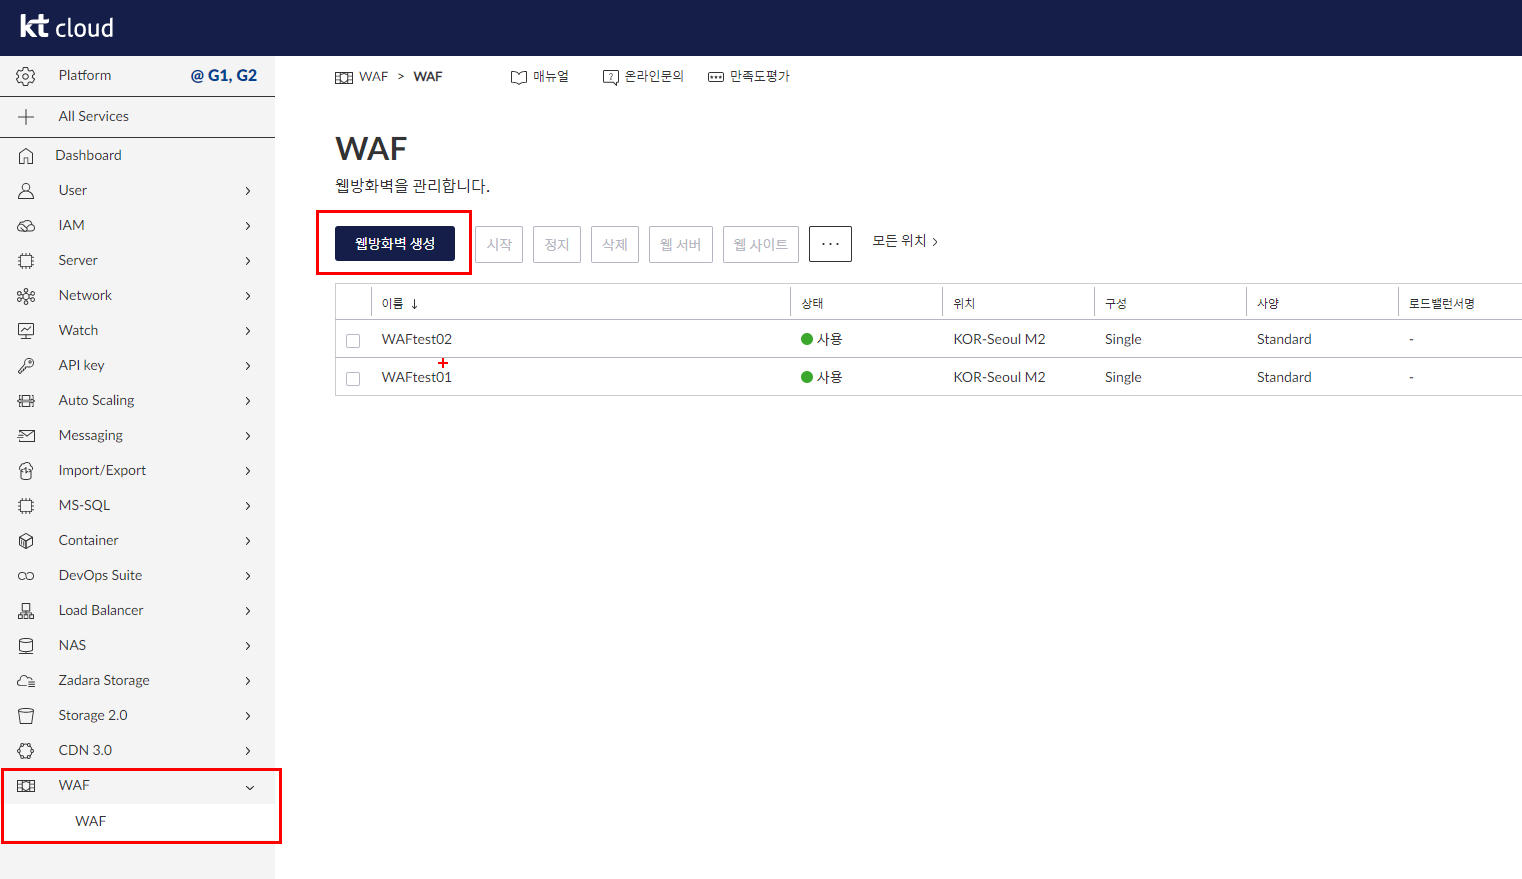 kt cloud
Platform @ G1, G2
All Services
Dashboard
User
IAM
Server
Network
Watch
API key
Auto Scaling
Messaging
Import/Export
MS-SQL
Container
DevOps Suite
Load Balancer
NAS
Zadara Storage
Storage 2.0
CDN 3.0
WAF
WAF
WAF > WAF 매뉴얼 온라인문의 만족도평가
WAF
웹방화벽을 관리합니다.
웹방화벽 생성 시작 정지 삭제 웹 서버 웹 사이트 ... 모든 위치 >
이름 ↓ 상태 위치 구성 사양 로드밸런서명
WAFtest02 사용 KOR-Seoul M2 Single Standard -
WAFtest01 사용 KOR-Seoul M2 Single Standard -